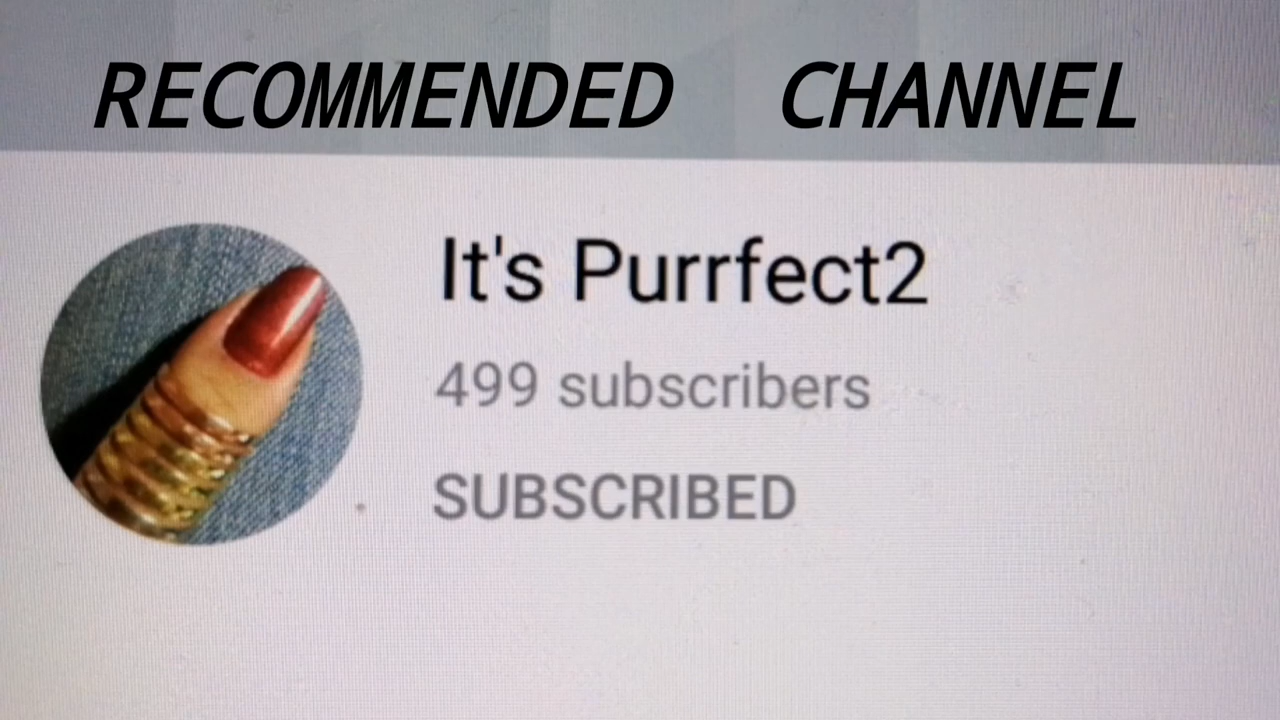 RECOMMENDED CHANNEL
It's Purrfect2
499 subscribers
SUBSCRIBED